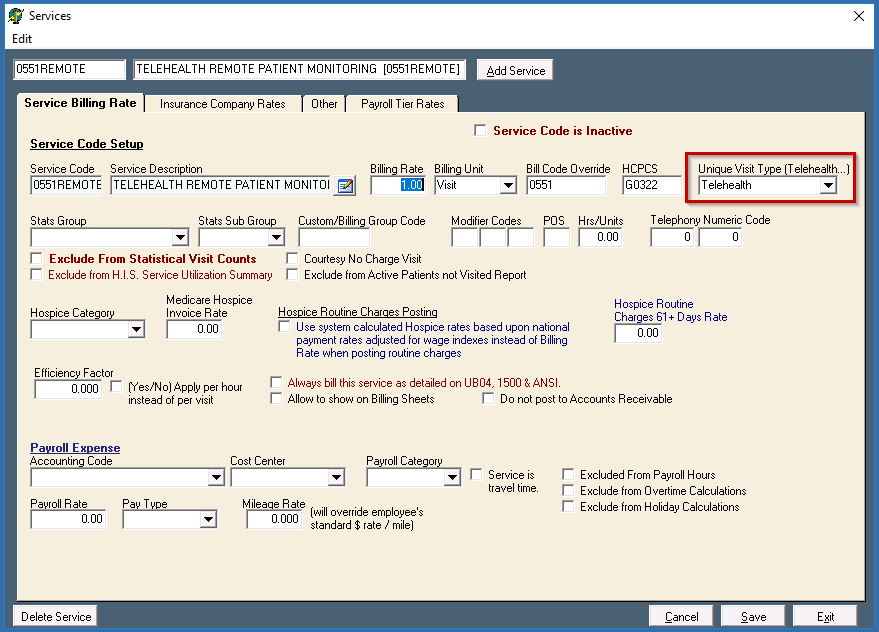 Services
Edit
0551REMOTE TELEHEALTH REMOTE PATIENT MONITORING [0551REMOTE] Add Service
Service Billing Rate Insurance Company Rates Other Payroll Tier Rates
Service Code is Inactive
Service Code Setup
Service Code Service Description Billing Rate Billing Unit Bill Code Override HCPCS Unique Visit Type (Telehealth...)
0551REMOTE TELEHEALTH REMOTE PATIENT MONITOI 1.00 Visit 0551 G0322 Telehealth
Stats Group Stats Sub Group Custom/Billing Group Code Modifier Codes POS Hrs/Units Telephony Numeric Code
0.00 0 0
Exclude From Statistical Visit Counts Courtesy No Charge Visit
Exclude from H.I.S. Service Utilization Summary Exclude from Active Patients not Visited Report
Hospice Category Medicare Hospice Invoice Rate Hospice Routine Charges Posting Hospice Routine Charges 61+ Days Rate
0.00 Use system calculated Hospice rates based upon national 0.00
payment rates adjusted for wage indexes instead of Billing
Rate when posting routine charges
Efficiency Factor
0.000 (Yes/No) Apply per hour instead of per visit
Always bill this service as detailed on UB04, 1500 & ANSI.
Allow to show on Billing Sheets Do not post to Accounts Receivable
Payroll Expense
Accounting Code Cost Center Payroll Category
Service is travel time.
Excluded From Payroll Hours
Exclude from Overtime Calculations
Exclude from Holiday Calculations
Payroll Rate Pay Type Mileage Rate
0.00 0.000 (will override employee's
standard $ rate / mile)
Delete Service Cancel Save Exit